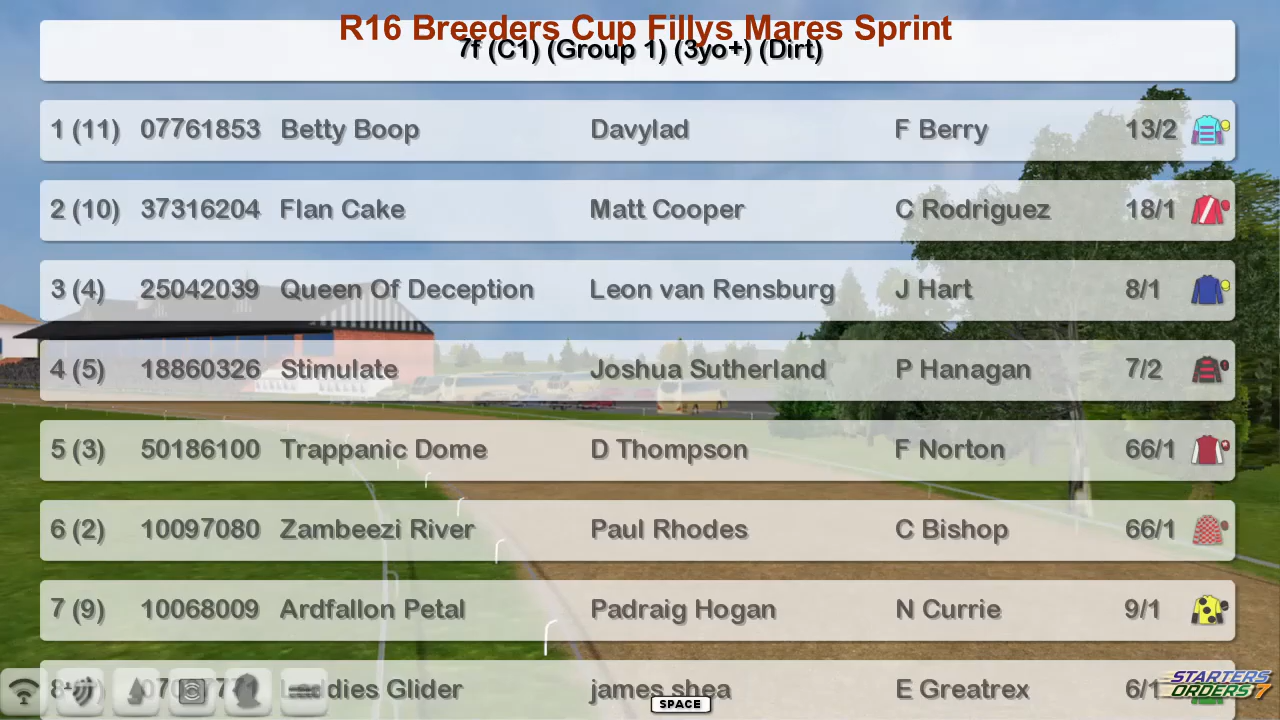 R16 Breeders Cup Fillys Mares Sprint
7f (C1) (Group 1) (3yo+) (Dirt)
1 (11) 07761853 Betty Boop Davylad F Berry 13/2
2 (10) 37316204 Flan Cake Matt Cooper C Rodriguez 18/1
3 (4) 25042039 Queen Of Deception Leon van Rensburg J Hart 8/1
4 (5) 18860326 Stimulate Joshua Sutherland P Hanagan 7/2
5 (3) 50186100 Trappanic Dome D Thompson F Norton 66/1
6 (2) 10097080 Zambeezi River Paul Rhodes C Bishop 66/1
7 (9) 10068009 Ardfallon Petal Padraig Hogan N Currie 9/1
8 Glider james shea E Greatrex 6/1
SPACE
STARTERS ORDERS 7